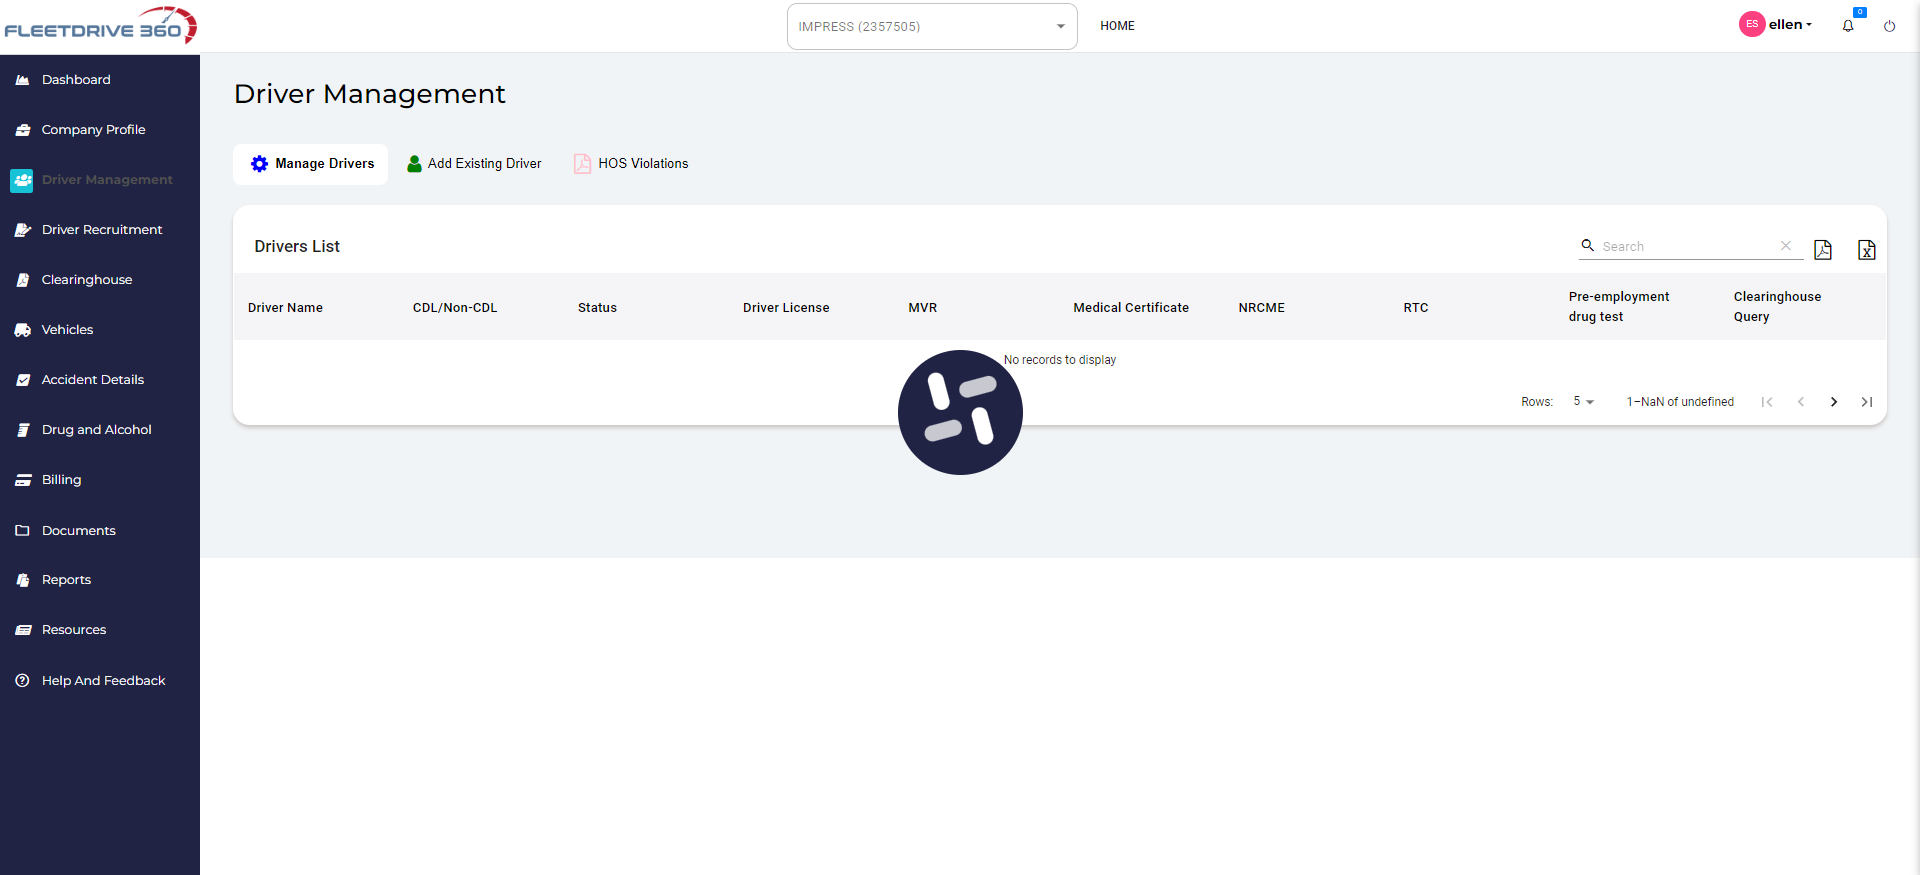 FLEETDRIVE 360
IMPRESS (2357505)
HOME
ES
ellen
0
Dashboard
Company Profile
Driver Management
Driver Recruitment
Clearinghouse
Vehicles
Accident Details
Drug and Alcohol
Billing
Documents
Reports
Resources
Help And Feedback
Driver Management
Manage Drivers
Add Existing Driver
HOS Violations
Drivers List
Search
Driver Name
CDL/Non-CDL
Status
Driver License
MVR
Medical Certificate
NRCME
RTC
Pre-employment
drug test
Clearinghouse
Query
No records to display
Rows:
5
1-NaN of undefined